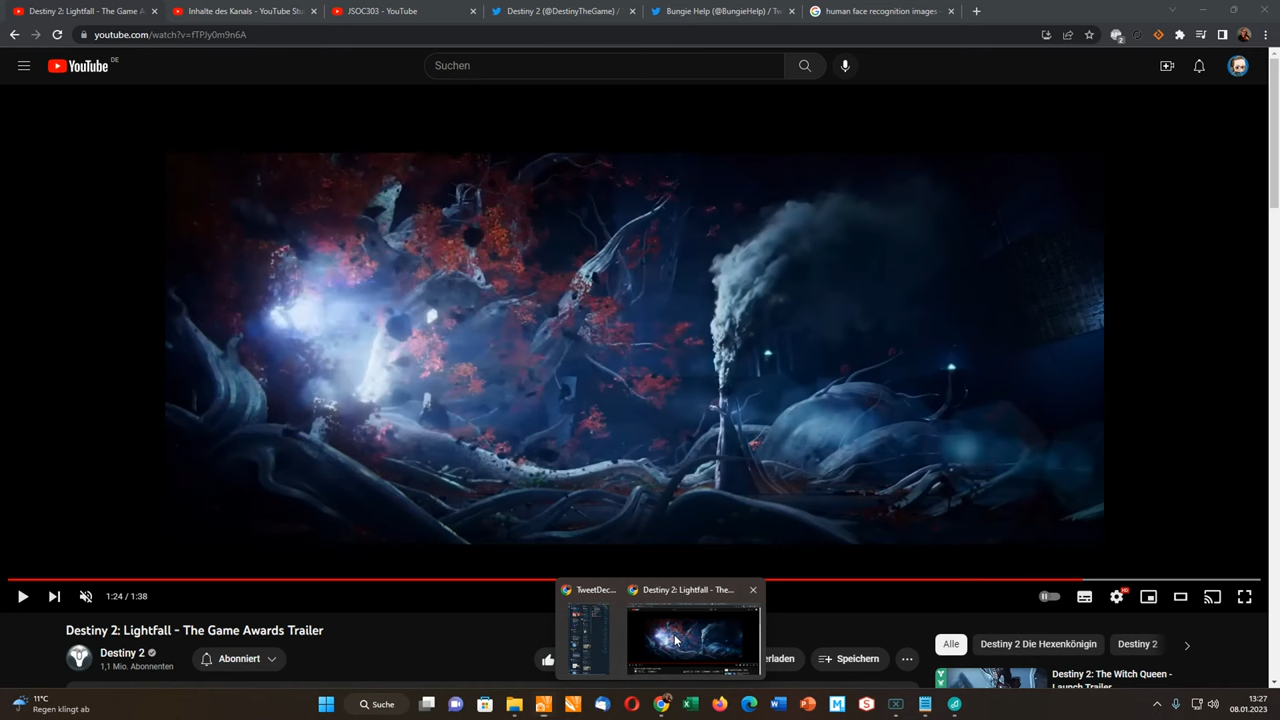 Destiny 2: Lightfall - The Game A
Inhalte des Kanals - YouTube Stu
JSOC303 - YouTube
Destiny 2 (@DestinyTheGame) /
Bungie Help (@BungieHelp) / Tw
human face recognition images -
youtube.com/watch?v=fTPJy0m9n6A
YouTube DE
Suchen
1:24 / 1:38
HD
TweetDec...
Destiny 2: Lightfall - The...
Destiny 2: Lightfall - The Game Awards Trailer
Destiny 2
1,1 Mio. Abonnenten
Abonniert
erladen
Speichern
Alle
Destiny 2 Die Hexenkönigin
Destiny 2
Destiny 2: The Witch Queen -
Launch Trailer
11°C
Regen klingt ab
Suche
13:27
08.01.2023